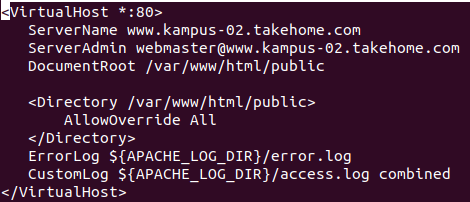 <VirtualHost *:80>
    ServerName www.kampus-02.takehome.com
    ServerAdmin webmaster@www.kampus-02.takehome.com
    DocumentRoot /var/www/html/public

    <Directory /var/www/html/public>
        AllowOverride All
    </Directory>
    ErrorLog ${APACHE_LOG_DIR}/error.log
    CustomLog ${APACHE_LOG_DIR}/access.log combined
</VirtualHost>